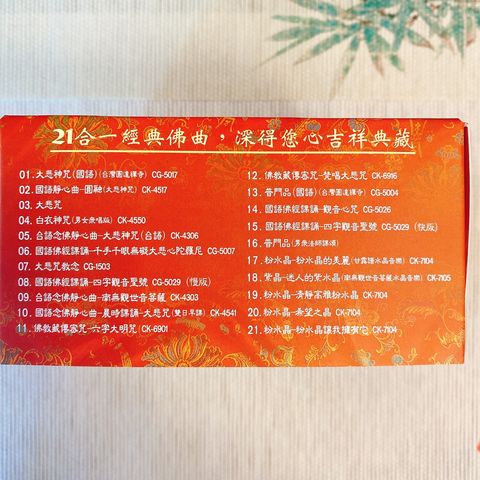 21合一經典佛曲，深得您心吉祥典藏
01. 大悲神咒(國語)(台灣圓道禪寺) CG-5017
02. 國語靜心曲-圓融(大悲神咒) CK-4517
03. 大悲咒
04. 白衣神咒(男女眾唱版) CK-4550
05. 台語念佛靜心曲-大悲神咒(台語) CK-4306
06. 國語佛經課誦-千手千眼無礙大悲心陀羅尼 CG-5007
07. 大悲咒教念 CG-1503
08. 國語佛經課誦-四字觀音聖號 CG-5029 (慢版)
09. 台語念佛靜心曲-南無觀世音菩薩 CK-4303
10. 國語念佛靜心曲-晨時課誦-大悲咒(雙日早課) CK-4541
11. 佛教藏傳密咒-六字大明咒 CK-6901
12. 佛教藏傳密咒-梵唱大悲咒 CK-6916
13. 普門品(國語)(台灣圓道禪寺) CG-5004
14. 國語佛經課誦-觀音心咒 CG-5026
15. 國語佛經課誦-四字觀音聖號 CG-5029 (快版)
16. 普門品(男眾法師課頌)
17. 粉水晶-粉水晶的美麗(甘露譜水晶音樂) CK-7104
18. 紫晶-迷人的紫水晶(南無觀世音菩薩水晶音樂) CK-7105
19. 粉水晶-清靜高雅粉水晶 CK-7104
20. 粉水晶-希望之晶 CK-7104
21. 粉水晶-粉水晶讓我擁有它 CK-7104